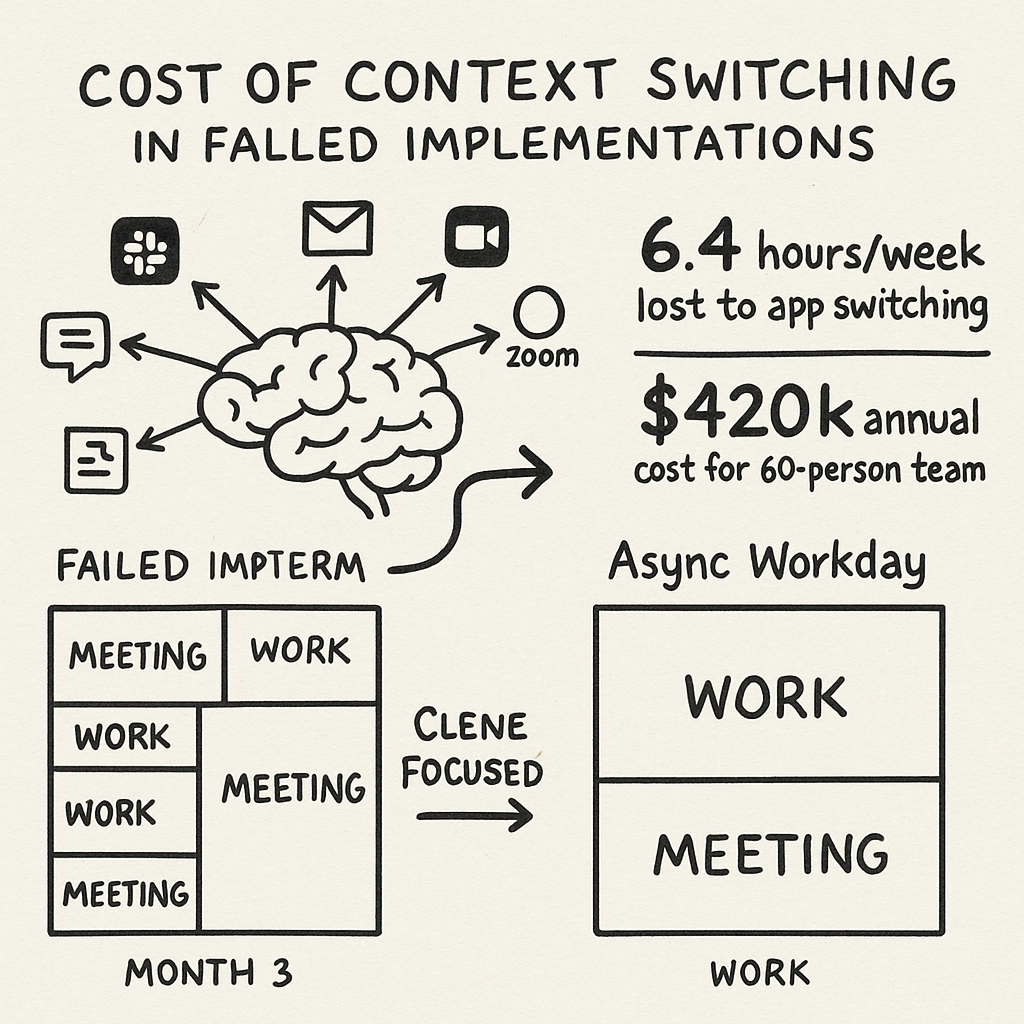 COST OF CONTEXT SWITCHING
IN FALLED IMPLEMENTATIONS
zoom
6.4 hours/week
lost to app switching
$420k annual
cost for 60-person team
FAILED IMPTERM
MEETING
WORK
WORK
WORK
MEETING
MEETING
MONTH 3
CLENE
FOCUSED
Async Workday
WORK
MEETING
WORK